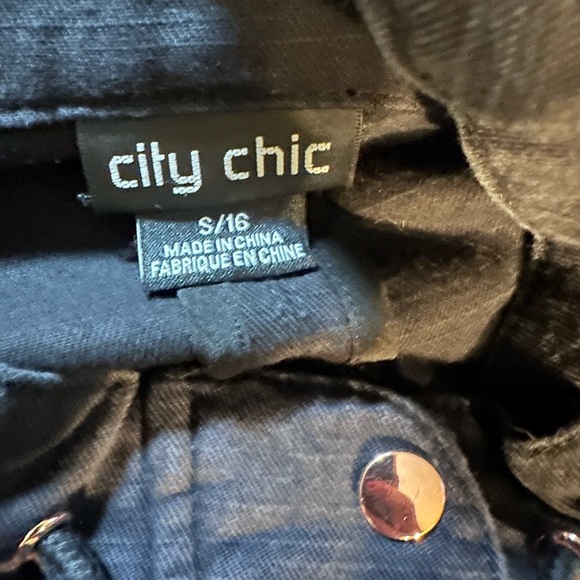 city chic
S/16
MADE IN CHINA
FABRIQUE EN CHINE